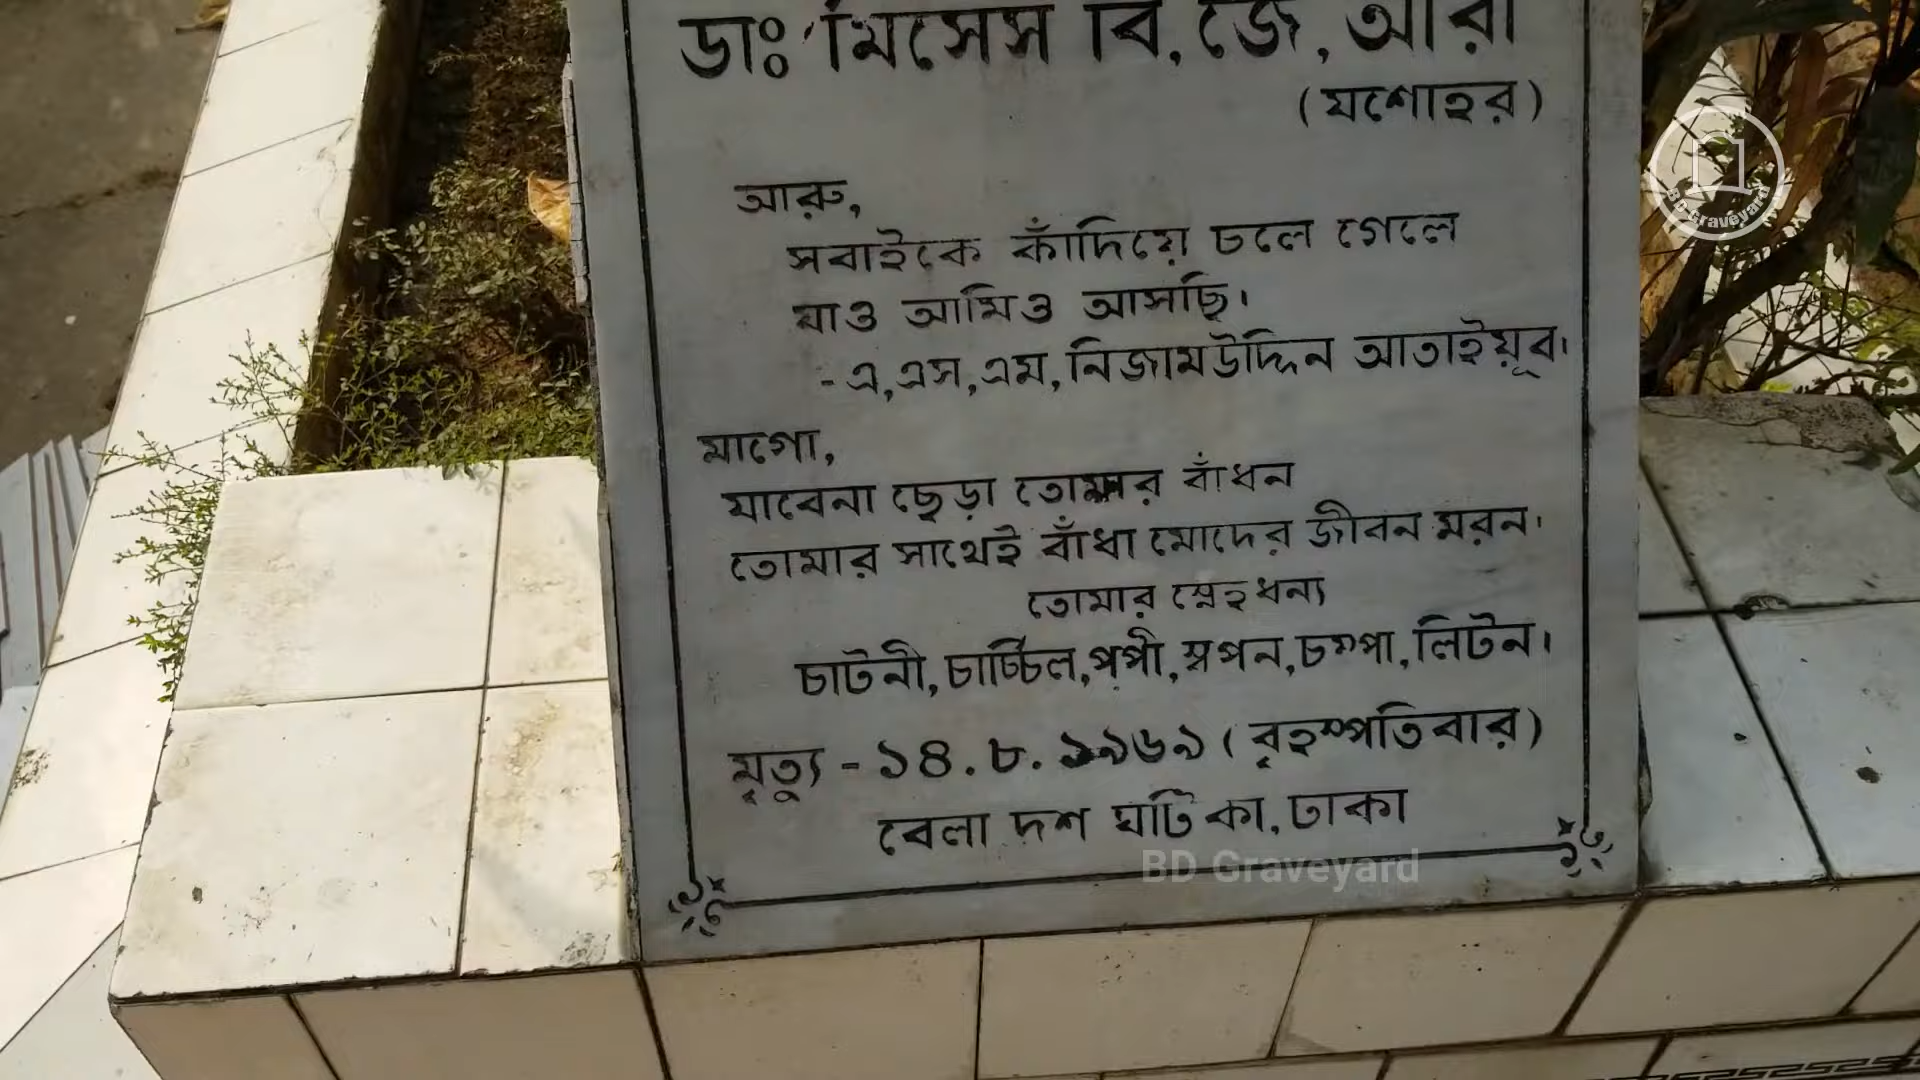 ডাঃ মিসেস বি, জে, আরা
(যশোহর)
আরু,
সবাইকে কাঁদিয়ে চলে গেলে
যাও আমিও আসছি।
-এ,এস,এম,নিজামউদ্দিন আতাইয়ূব।
মাগো,
যাবেনা ছেড়া তোমার বাঁধন
তোমার সাথেই বাঁধা মোদের জীবন মরন।
তোমার স্নেহধন্য
চাটনী,চার্চ্চিল,পপী,স্বপন,চম্পা,লিটন।
মৃত্যু - ১৪.৮.১৯৬৯ (বৃহস্পতিবার)
বেলা দশ ঘটিকা, ঢাকা
BD Graveyard
BD Graveyard